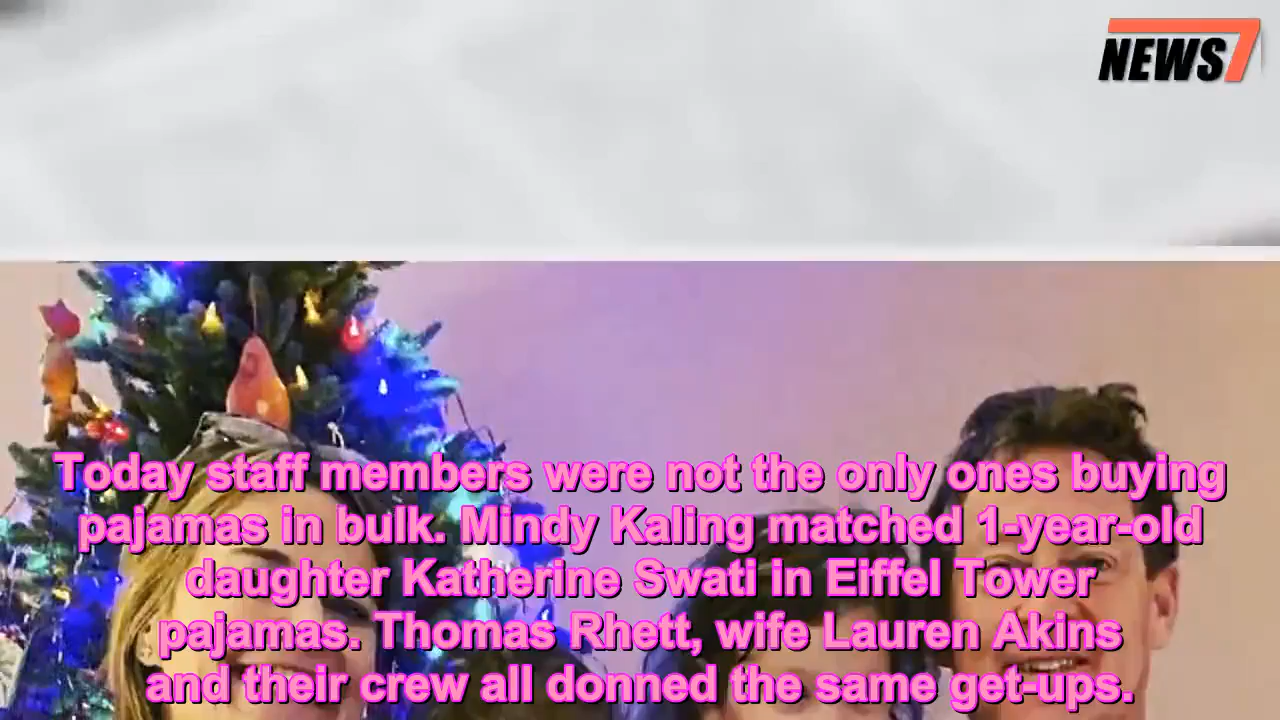 NEWS7
Today staff members were not the only ones buying
pajamas in bulk. Mindy Kaling matched 1-year-old
daughter Katherine Swati in Eiffel Tower
pajamas. Thomas Rhett, wife Lauren Akins
and their crew all donned the same get-ups.